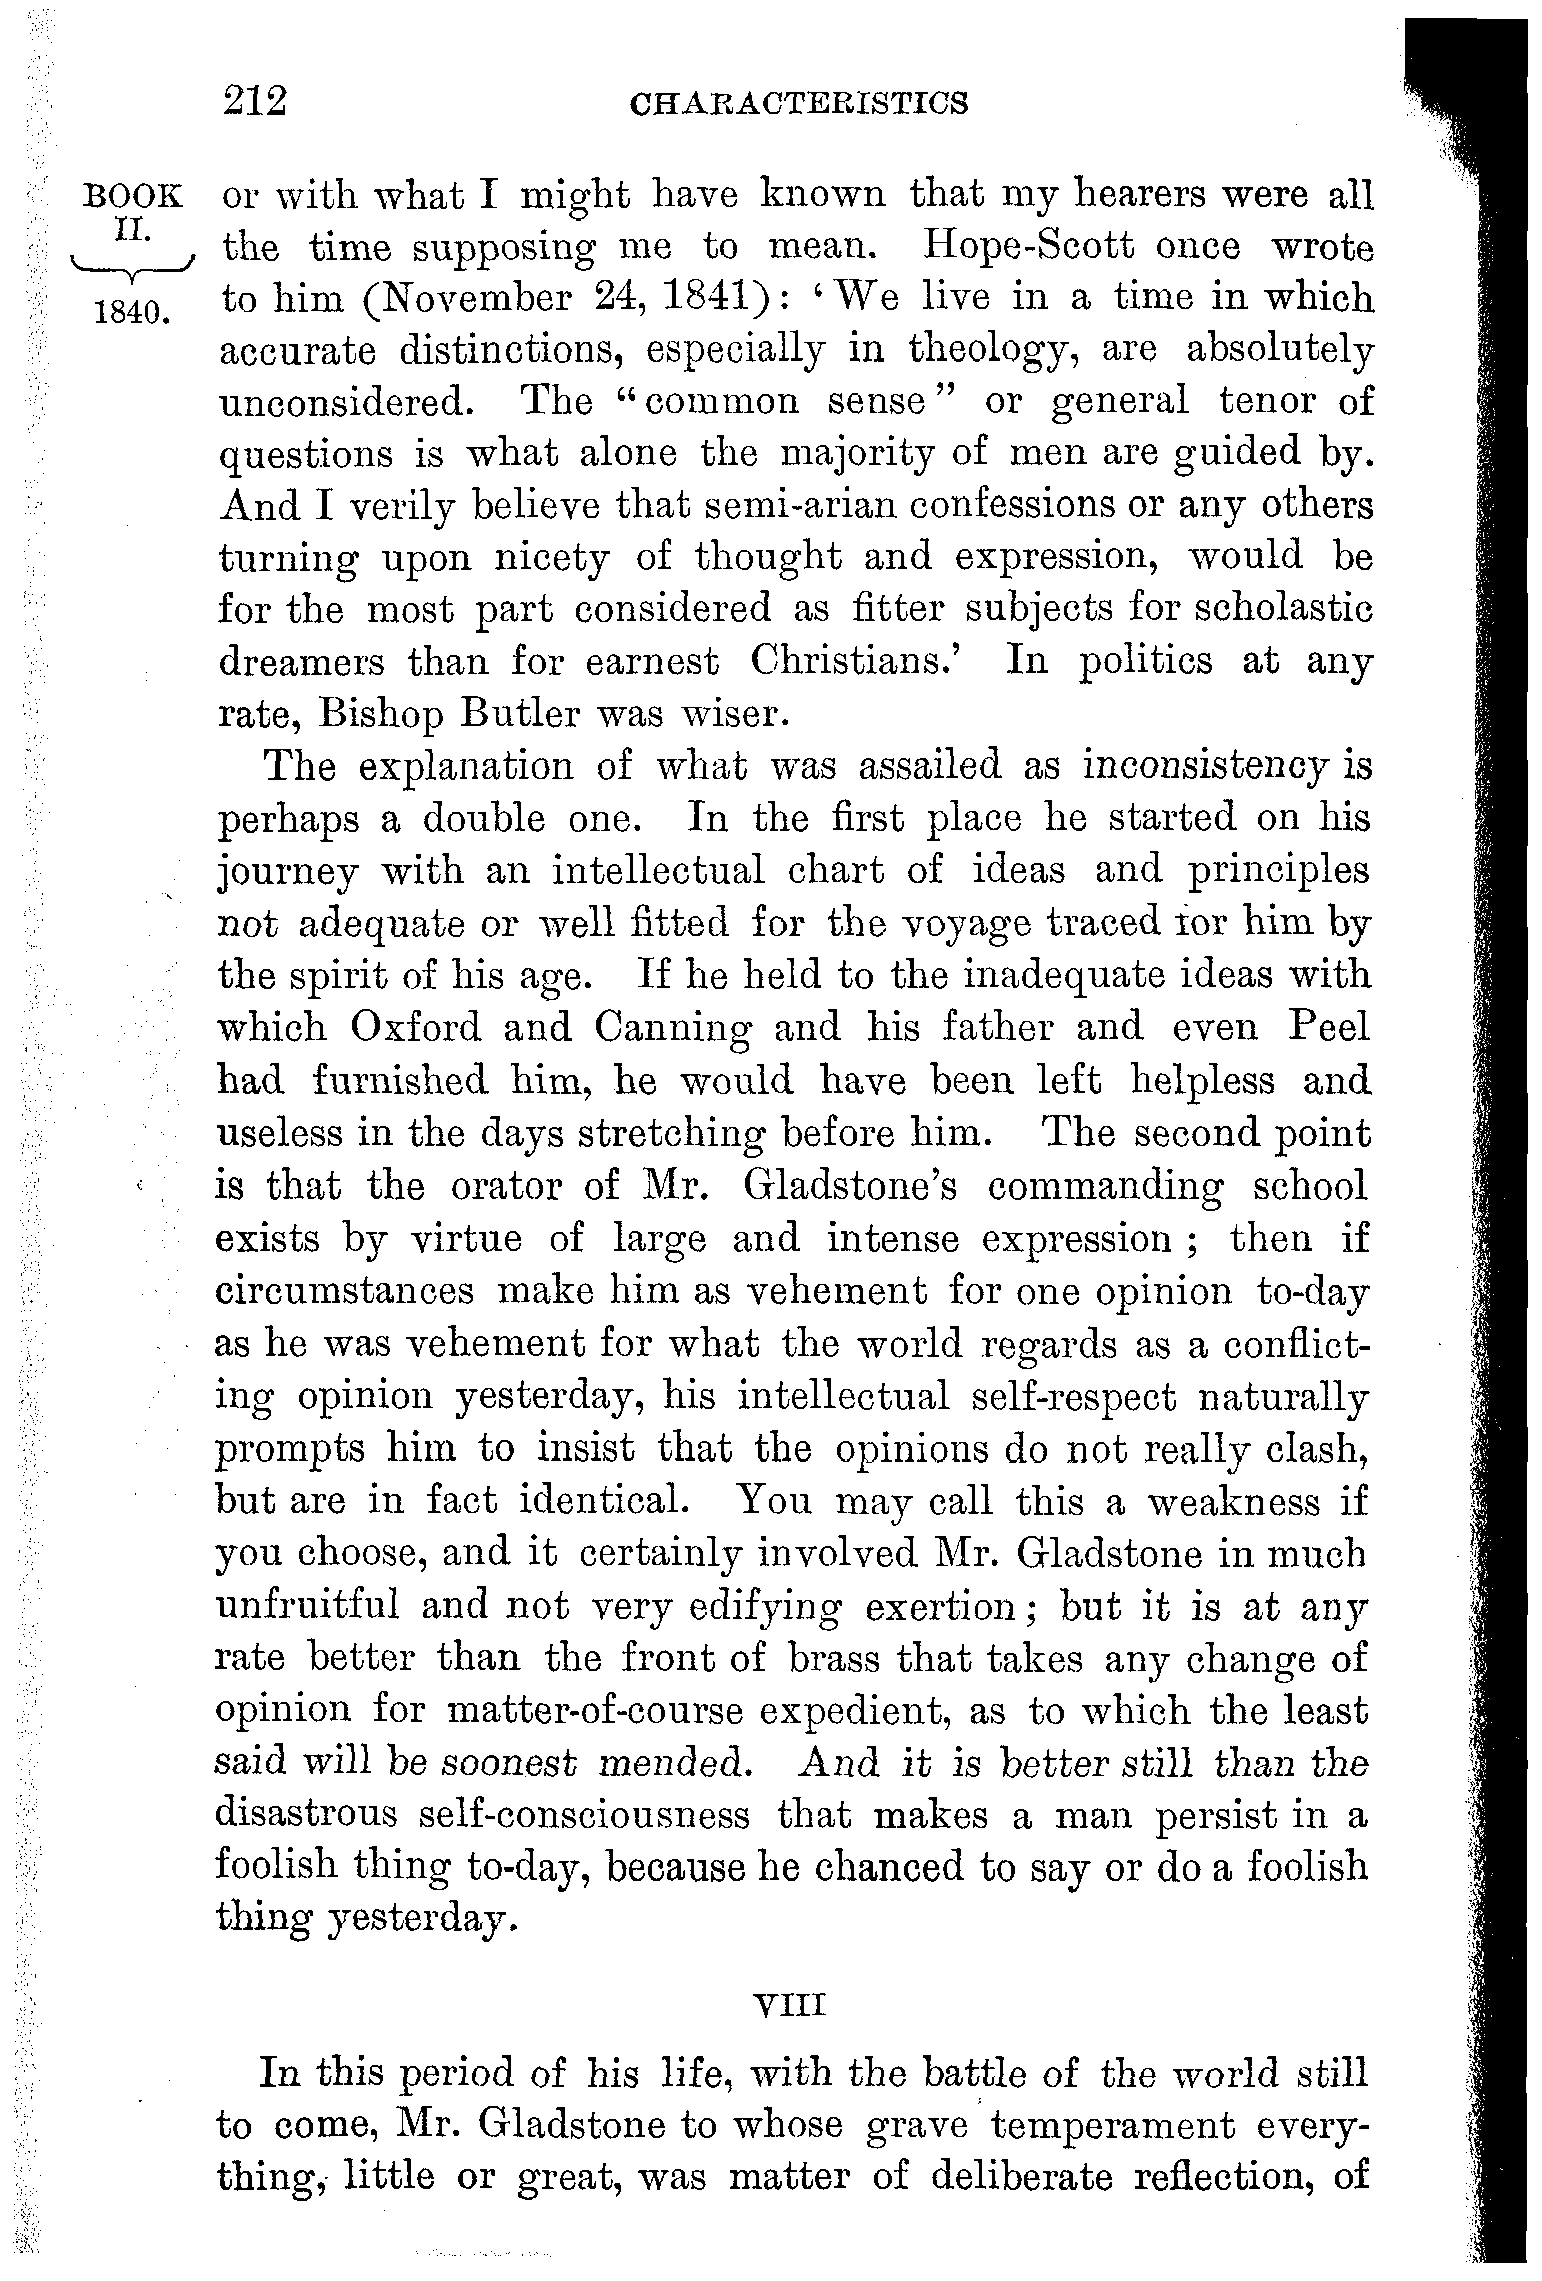 212 CHARACTERISTICS
BOOK
II.
1840.
or with what I might have known that my hearers were all
the time supposing me to mean. Hope-Scott once wrote
to him (November 24, 1841): ‘We live in a time in which
accurate distinctions, especially in theology, are absolutely
unconsidered. The “common sense” or general tenor of
questions is what alone the majority of men are guided by.
And I verily believe that semi-arian confessions or any others
turning upon nicety of thought and expression, would be
for the most part considered as fitter subjects for scholastic
dreamers than for earnest Christians.’ In politics at any
rate, Bishop Butler was wiser.
The explanation of what was assailed as inconsistency is
perhaps a double one. In the first place he started on his
journey with an intellectual chart of ideas and principles
not adequate or well fitted for the voyage traced for him by
the spirit of his age. If he held to the inadequate ideas with
which Oxford and Canning and his father and even Peel
had furnished him, he would have been left helpless and
useless in the days stretching before him. The second point
is that the orator of Mr. Gladstone’s commanding school
exists by virtue of large and intense expression; then if
circumstances make him as vehement for one opinion to-day
as he was vehement for what the world regards as a conflict-
ing opinion yesterday, his intellectual self-respect naturally
prompts him to insist that the opinions do not really clash,
but are in fact identical. You may call this a weakness if
you choose, and it certainly involved Mr. Gladstone in much
unfruitful and not very edifying exertion; but it is at any
rate better than the front of brass that takes any change of
opinion for matter-of-course expedient, as to which the least
said will be soonest mended. And it is better still than the
disastrous self-consciousness that makes a man persist in a
foolish thing to-day, because he chanced to say or do a foolish
thing yesterday.
VIII
In this period of his life, with the battle of the world still
to come, Mr. Gladstone to whose grave temperament every-
thing, little or great, was matter of deliberate reflection, of